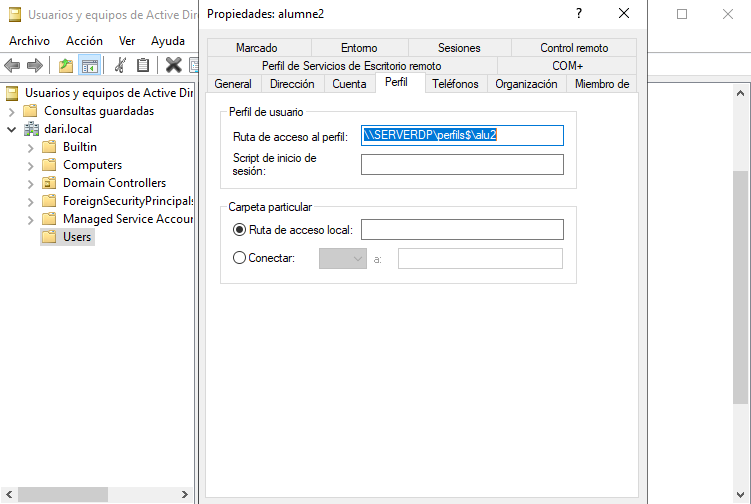 Usuarios y equipos de Active Di
Archivo Acción Ver Ayuda
Usuarios y equipos de Active Dir
Consultas guardadas
dari.local
Builtin
Computers
Domain Controllers
ForeignSecurityPrincipals
Managed Service Accour
Users
Propiedades: alumne2
Marcado Entorno Sesiones Control remoto
Perfil de Servicios de Escritorio remoto COM+
General Dirección Cuenta Perfil Teléfonos Organización Miembro de
Perfil de usuario
Ruta de acceso al perfil: \\SERVERDP\perfils$\alu2
Script de inicio de
sesión:
Carpeta particular
Ruta de acceso local:
Conectar: a: